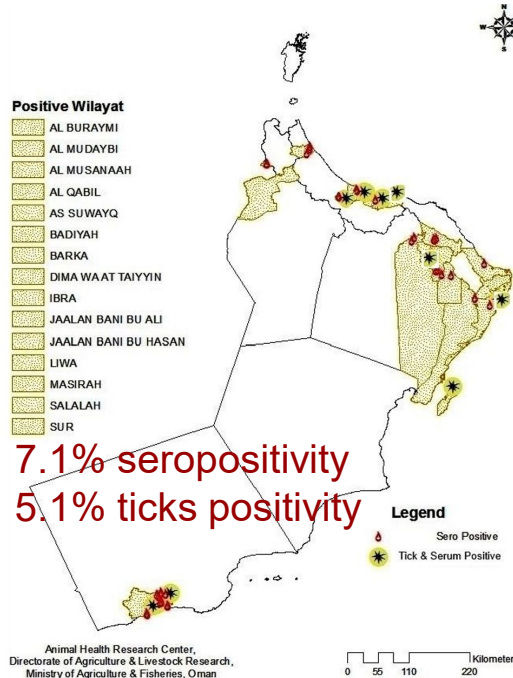 N
W
S
Positive Wilayat
AL BURAYMI
AL MUDAYBI
AL MUSANAAH
AL QABIL
AS SUWAYQ
BADIYAH
BARKA
DIMA WA AT TAIYYIN
IBRA
JAALAN BANI BU ALI
JAALAN BANI BU HASAN
LIWA
MASIRAH
SALALAH
SUR
7.1% seropositivity
5.1% ticks positivity
Legend
Sero Positive
Tick & Serum Positive
Animal Health Research Center,
Directorate of Agriculture & Livestock Research,
Ministry of Agriculture & Fisheries, Oman
Kilometer
0 55 110 220